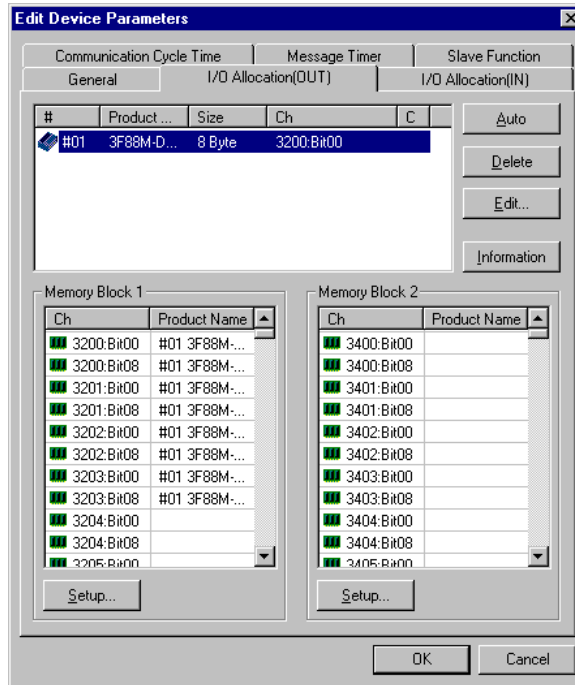 Edit Device Parameters
Communication Cycle Time Message Timer Slave Function
General I/O Allocation(OUT) I/O Allocation(IN)
# Product ... Size Ch C
#01 3F88M-D... 8 Byte 3200:Bit00
Auto
Delete
Edit...
Information
Memory Block 1
Ch Product Name
3200:Bit00 #01 3F88M-...
3200:Bit08 #01 3F88M-...
3201:Bit00 #01 3F88M-...
3201:Bit08 #01 3F88M-...
3202:Bit00 #01 3F88M-...
3202:Bit08 #01 3F88M-...
3203:Bit00 #01 3F88M-...
3203:Bit08 #01 3F88M-...
3204:Bit00
3204:Bit08
3205:Bit00
Setup...
Memory Block 2
Ch Product Name
3400:Bit00
3400:Bit08
3401:Bit00
3401:Bit08
3402:Bit00
3402:Bit08
3403:Bit00
3403:Bit08
3404:Bit00
3404:Bit08
3405:Bit00
Setup...
OK Cancel